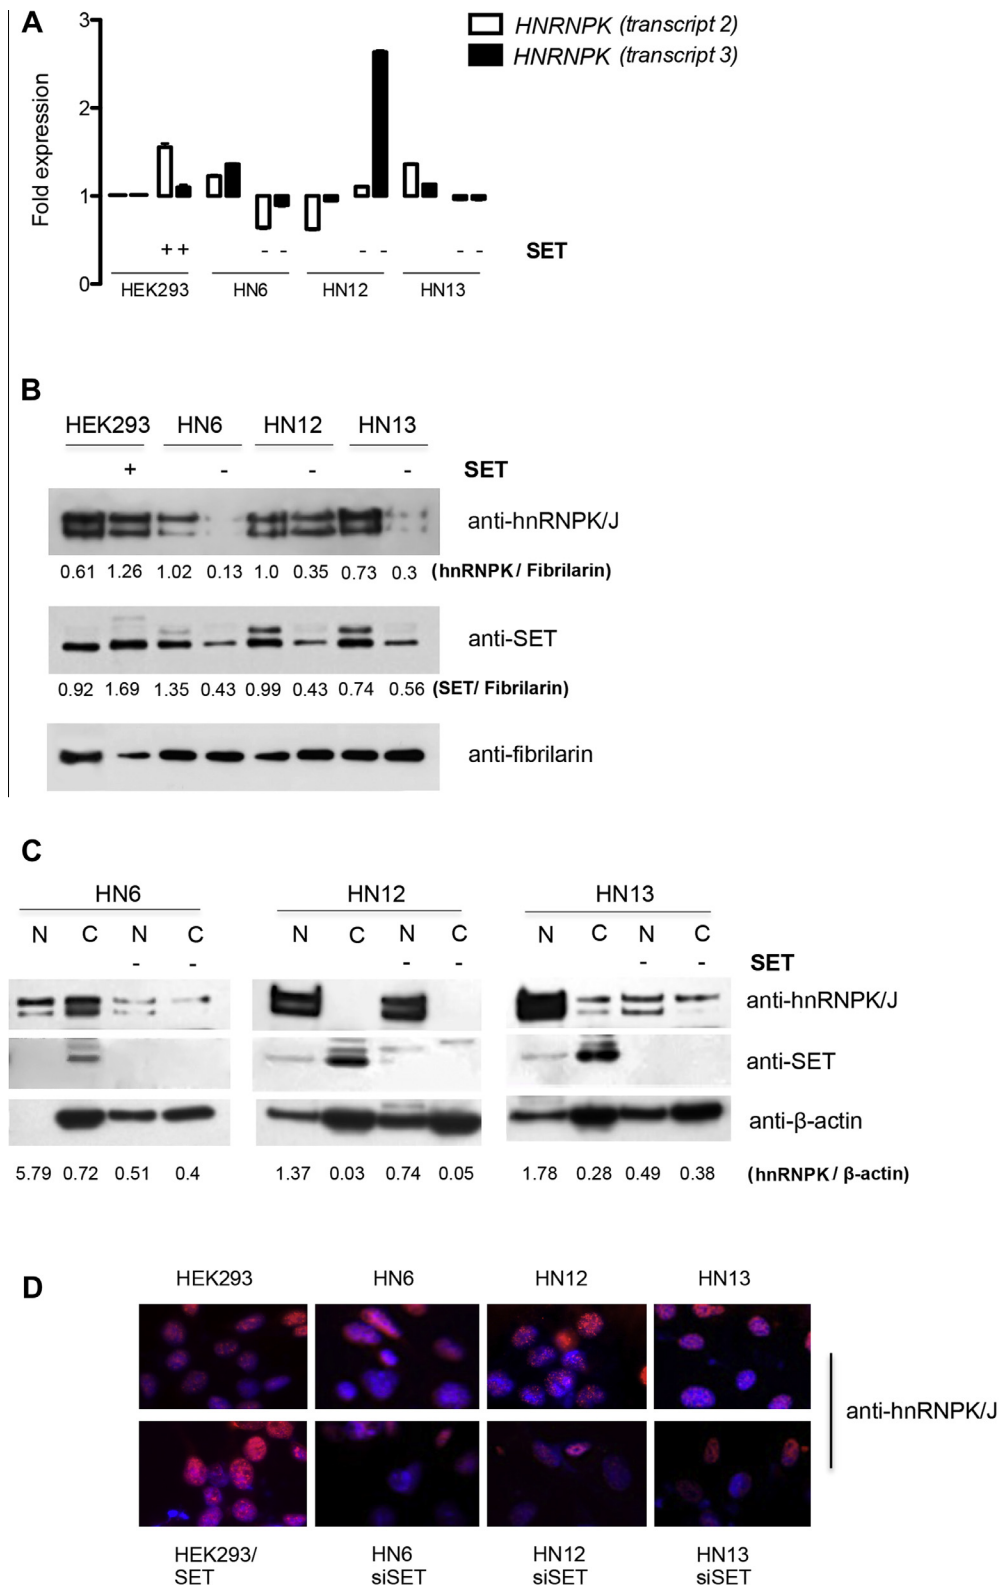 A
3
2
1
0
Fold expression
HNRNPK (transcript 2)
HNRNPK (transcript 3)
+ + - - - - - - SET
HEK293 HN6 HN12 HN13
B
HEK293 HN6 HN12 HN13
+ - - - SET
anti-hnRNPK/J
0.61 1.26 1.02 0.13 1.0 0.35 0.73 0.3 (hnRNPK/ Fibrilarin)
anti-SET
0.92 1.69 1.35 0.43 0.99 0.43 0.74 0.56 (SET/ Fibrilarin)
anti-fibrilarin
C
HN6 HN12 HN13
N C N C N C N C N C N C
- - - - - - SET
anti-hnRNPK/J
anti-SET
anti-β-actin
5.79 0.72 0.51 0.4 1.37 0.03 0.74 0.05 1.78 0.28 0.49 0.38 (hnRNPK/ β-actin)
D
HEK293 HN6 HN12 HN13
anti-hnRNPK/J
HEK293/ HN6 HN12 HN13
SET siSET siSET siSET